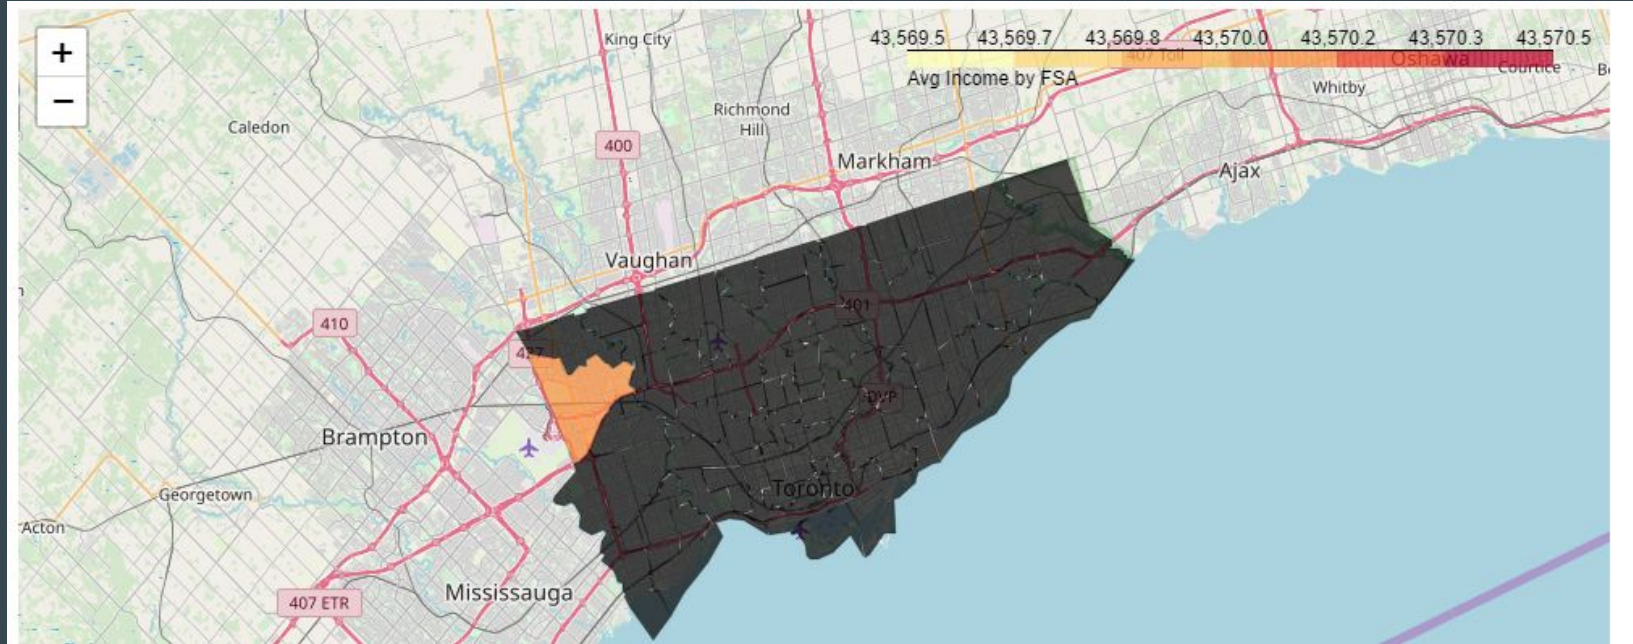 +
−
King City
43,569.5 43,569.7 43,569.8 43,570.0 43,570.2 43,570.3 43,570.5
407 Toll
Oshawa
Courtice
Avg Income by FSA
Whitby
Richmond
Hill
Caledon
400
Markham
Ajax
Vaughan
401
410
427
DVP
Brampton
Toronto
Georgetown
Acton
Mississauga
407 ETR